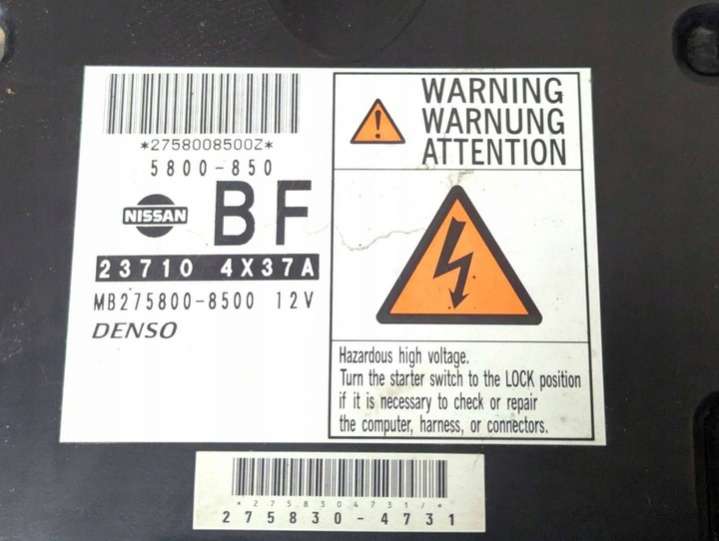 *2758008500Z*
5800-850
NISSAN
BF
23710 4X37A
MB275800-8500 12V
DENSO
WARNING
WARNUNG
ATTENTION
Hazardous high voltage.
Turn the starter switch to the LOCK position
if it is necessary to check or repair
the computer, harness, or connectors.
*2758304731/*
275830-4731